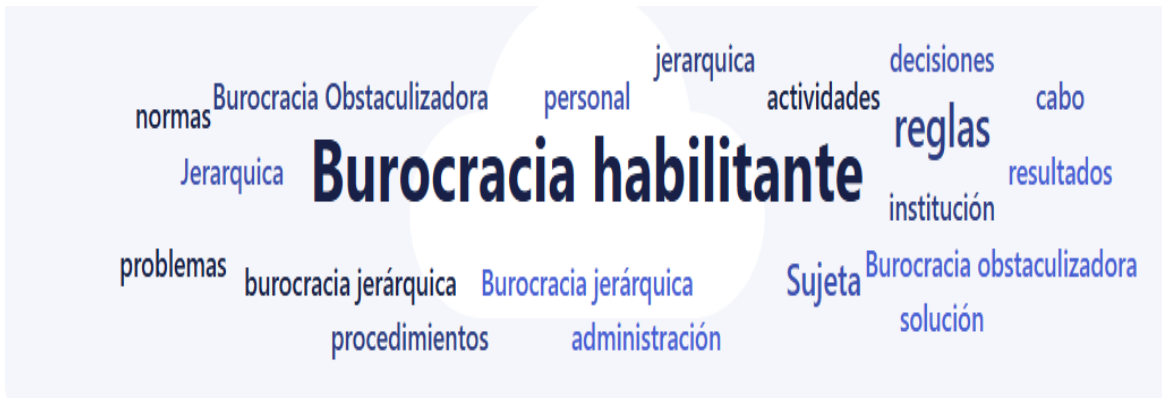 jerarquica
decisiones
Burocracia Obstaculizadora
personal
actividades
cabo
normas
reglas
Jerarquica
Burocracia habilitante
resultados
institución
problemas
burocracia jerárquica
Burocracia jerárquica
Sujeta
Burocracia obstaculizadora
solución
procedimientos
administración